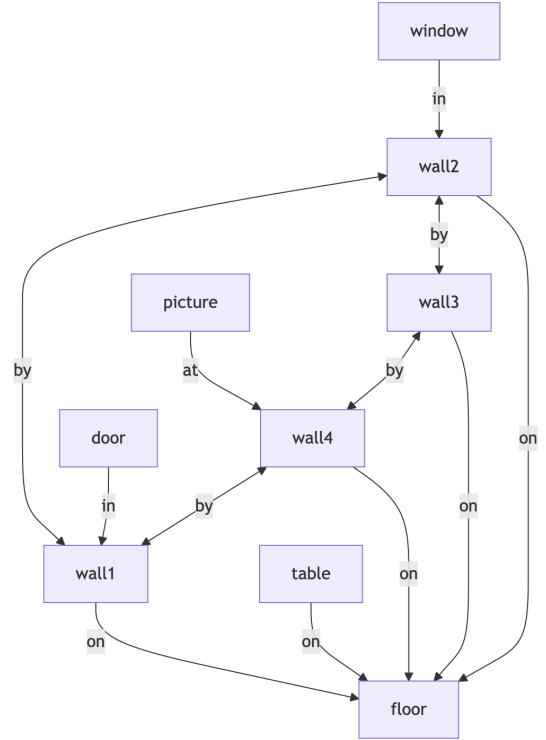 window
in
wall2
by
picture
wall3
by
at
by
door
wall4
on
in
by
on
wall1
table
on
on
on
floor